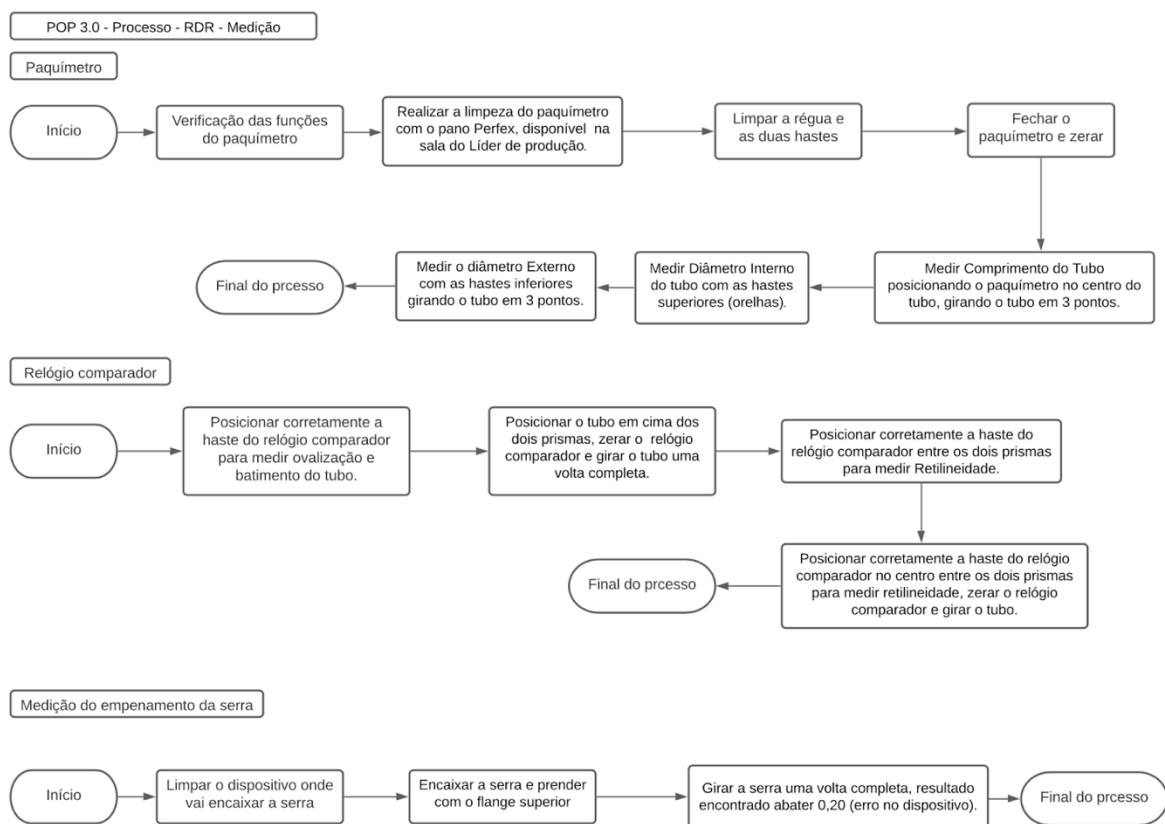 POP 3.0 - Processo - RDR - Medição
Paquímetro
Início
Verificação das funções
do paquímetro
Realizar a limpeza do paquímetro
com o pano Perfex, disponível na
sala do Líder de produção.
Limpar a régua e
as duas hastes
Fechar o
paquímetro e zerar
Medir Comprimento do Tubo
posicionando o paquímetro no centro do
tubo, girando o tubo em 3 pontos.
Medir Diâmetro Interno
do tubo com as hastes
superiores (orelhas).
Medir o diâmetro Externo
com as hastes inferiores
girando o tubo em 3 pontos.
Final do prcesso
Relógio comparador
Início
Posicionar corretamente a
haste do relógio comparador
para medir ovalização e
batimento do tubo.
Posicionar o tubo em cima dos
dois prismas, zerar o relógio
comparador e girar o tubo uma
volta completa.
Posicionar corretamente a haste do
relógio comparador entre os dois prismas
para medir Retilineidade.
Posicionar corretamente a haste do relógio
comparador no centro entre os dois prismas
para medir retilineidade, zerar o relógio
comparador e girar o tubo.
Final do prcesso
Medição do empenamento da serra
Início
Limpar o dispositivo onde
vai encaixar a serra
Encaixar a serra e prender
com o flange superior
Girar a serra uma volta completa, resultado
encontrado abater 0,20 (erro no dispositivo).
Final do prcesso